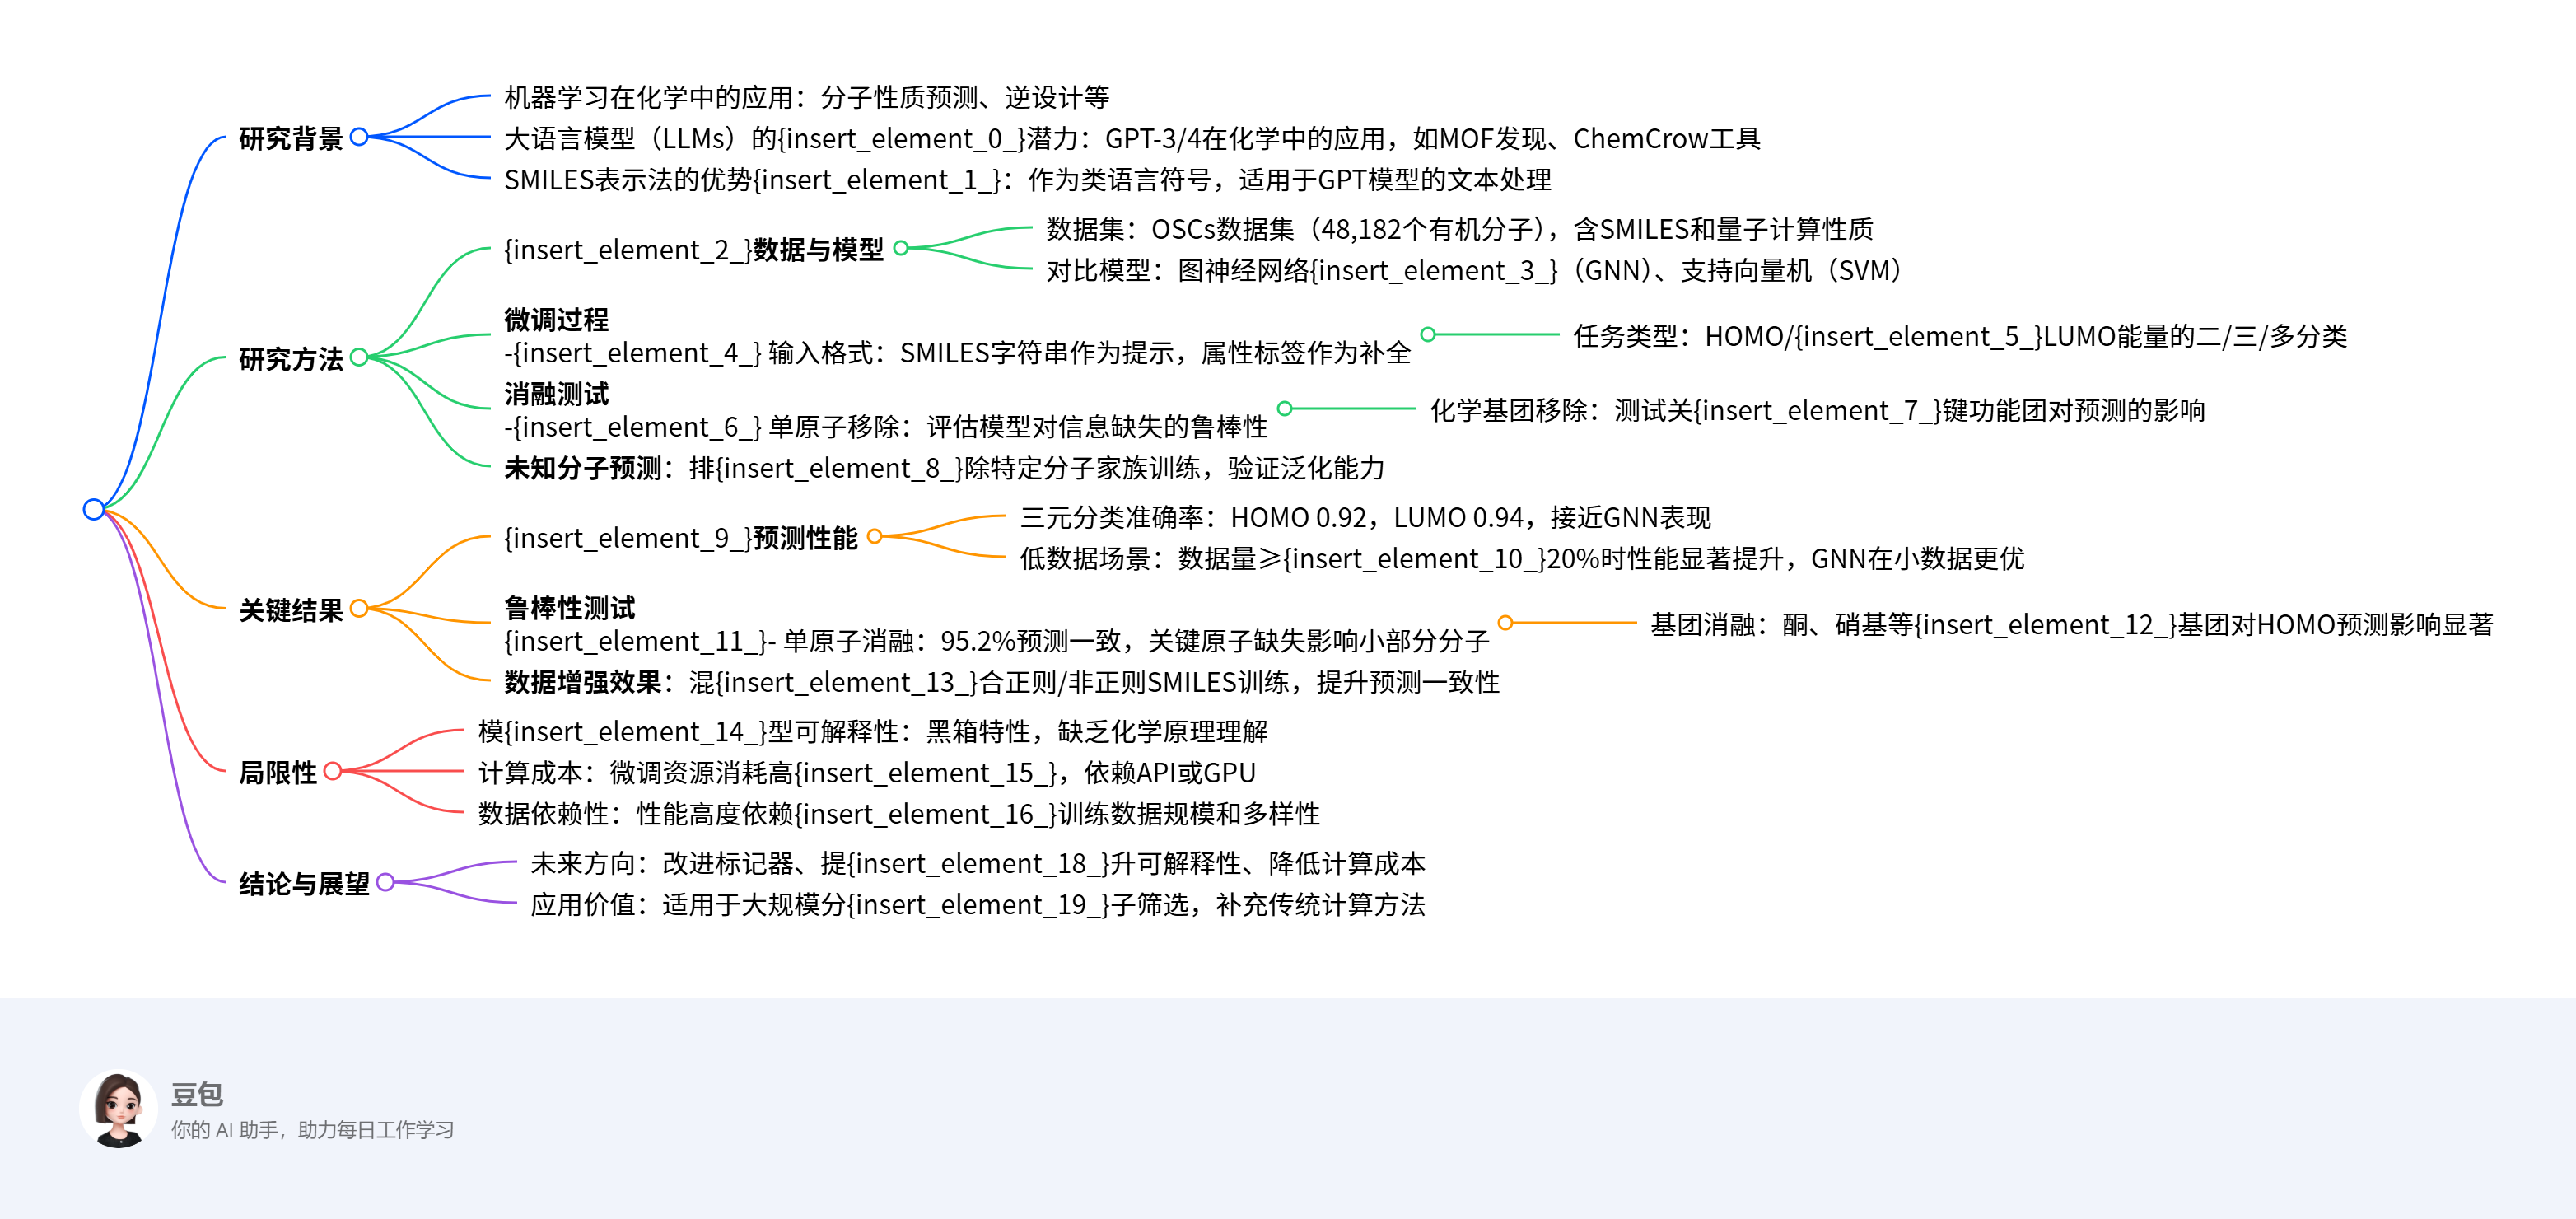 研究背景
机器学习在化学中的应用：分子性质预测、逆设计等
大语言模型（LLMs）的{insert_element_0_}潜力：GPT-3/4在化学中的应用，如MOF发现、ChemCrow工具
SMILES表示法的优势{insert_element_1_}：作为类语言符号，适用于GPT模型的文本处理
研究方法
{insert_element_2_}数据与模型
数据集：OSCs数据集（48,182个有机分子），含SMILES和量子计算性质
对比模型：图神经网络{insert_element_3_}（GNN）、支持向量机（SVM）
微调过程
-{insert_element_4_} 输入格式：SMILES字符串作为提示，属性标签作为补全
任务类型：HOMO/{insert_element_5_}LUMO能量的二/三/多分类
消融测试
-{insert_element_6_} 单原子移除：评估模型对信息缺失的鲁棒性
化学基团移除：测试关{insert_element_7_}键功能团对预测的影响
未知分子预测：排{insert_element_8_}除特定分子家族训练，验证泛化能力
关键结果
{insert_element_9_}预测性能
三元分类准确率：HOMO 0.92，LUMO 0.94，接近GNN表现
低数据场景：数据量≥{insert_element_10_}20%时性能显著提升，GNN在小数据更优
鲁棒性测试
{insert_element_11_}- 单原子消融：95.2%预测一致，关键原子缺失影响小部分分子
基团消融：酮、硝基等{insert_element_12_}基团对HOMO预测影响显著
数据增强效果：混{insert_element_13_}合正则/非正则SMILES训练，提升预测一致性
局限性
模{insert_element_14_}型可解释性：黑箱特性，缺乏化学原理理解
计算成本：微调资源消耗高{insert_element_15_}，依赖API或GPU
数据依赖性：性能高度依赖{insert_element_16_}训练数据规模和多样性
结论与展望
未来方向：改进标记器、提{insert_element_18_}升可解释性、降低计算成本
应用价值：适用于大规模分{insert_element_19_}子筛选，补充传统计算方法
豆包
你的 AI 助手，助力每日工作学习